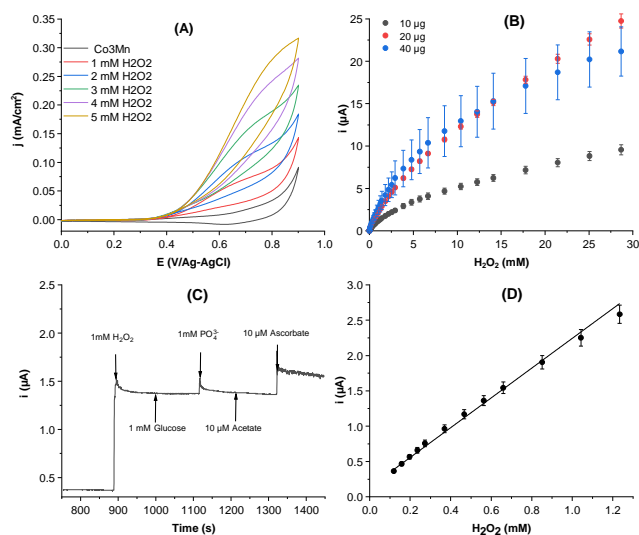 (A)
Co3Mn
1 mM H2O2
2 mM H2O2
3 mM H2O2
4 mM H2O2
5 mM H2O2
0.35
0.30
0.25
0.20
0.15
0.10
0.05
0.00
j (mA/cm²)
0.0 0.2 0.4 0.6 0.8 1.0
E (V/Ag-AgCl)
(B)
10 µg
20 µg
40 µg
25
20
15
10
5
0
i (µA)
0 5 10 15 20 25 30
H₂O₂ (mM)
(C)
1mM H₂O₂
1mM PO₄³⁻
10 µM Ascorbate
1 mM Glucose
10 µM Acetate
2.5
2.0
1.5
1.0
0.5
i (µA)
800 900 1000 1100 1200 1300 1400
Time (s)
(D)
3.0
2.5
2.0
1.5
1.0
0.5
0.0
i (µA)
0.0 0.2 0.4 0.6 0.8 1.0 1.2
H₂O₂ (mM)